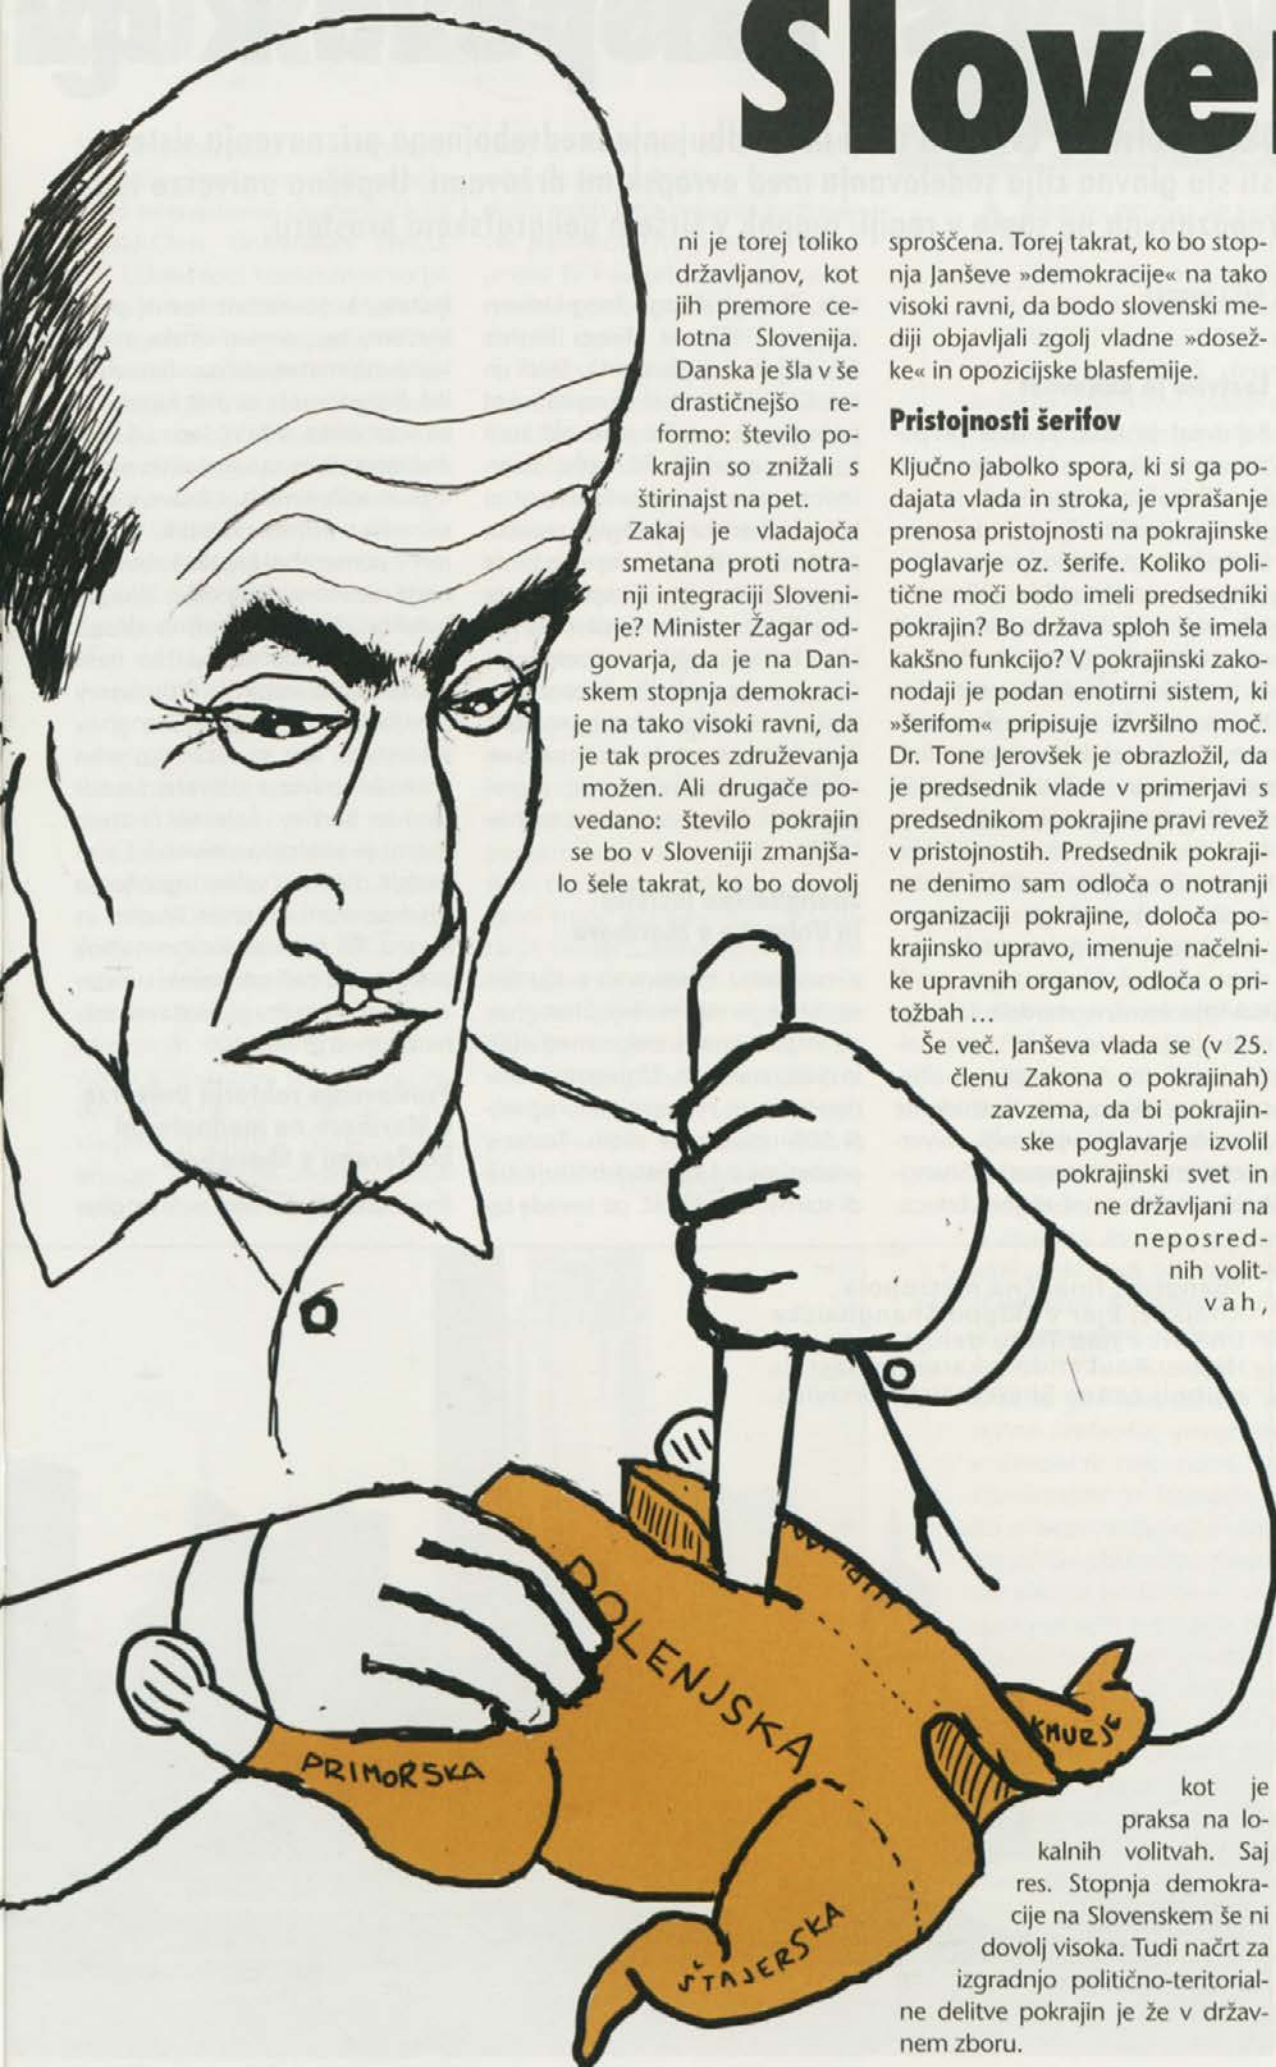 Slove
ni je torej toliko
državljanov, kot
jih premore ce-
lotna Slovenija.
Danska je šla v še
drastičnejšo re-
formo: število po-
krajin so znižali s
štirinajst na pet.
Zakaj je vladajoča
smetana proti notra-
nji integraciji Sloveni-
je? Minister Žagar od-
govarja, da je na Dan-
skem stopnja demokraci-
je na tako visoki ravni, da
je tak proces združevanja
možen. Ali drugače po-
vedano: število pokrajin
se bo v Sloveniji zmanjša-
lo šele takrat, ko bo dovolj
sproščena. Torej takrat, ko bo stop-
nja Janševe »demokracije« na tako
visoki ravni, da bodo slovenski me-
diji objavljali zgolj vladne »dosež-
ke« in opozicijske blasfemije.
Pristojnosti šerifov
Ključno jabolko spora, ki si ga po-
dajata vlada in stroka, je vprašanje
prenosa pristojnosti na pokrajinske
poglavarje oz. šerife. Koliko poli-
tične moči bodo imeli predsedniki
pokrajin? Bo država sploh še imela
kakšno funkcijo? V pokrajinski zako-
nodaji je podan enotirni sistem, ki
»šerifom« pripisuje izvršilno moč.
Dr. Tone Jerovšek je obrazložil, da
je predsednik vlade v primerjavi s
predsednikom pokrajine pravi revež
v pristojnostih. Predsednik pokraji-
ne denimo sam odloča o notranji
organizaciji pokrajine, določa po-
krajinsko upravo, imenuje načelni-
ke upravnih organov, odloča o pri-
tožbah ...
Še več. Janševa vlada se (v 25.
členu Zakona o pokrajinah)
zavzema, da bi pokrajin-
ske poglavarje izvolil
pokrajinski svet in
ne državljani na
neposred-
nih volit-
vah,
kot je
praksa na lo-
kalnih volitvah. Saj
res. Stopnja demokra-
cije na Slovenskem še ni
dovolj visoka. Tudi načrt za
izgradnjo politično-teritorial-
ne delitve pokrajin je že v držav-
nem zboru.
DOLENJSKA
PRIMORSKA
KMURJE
ŠTAJERSKA